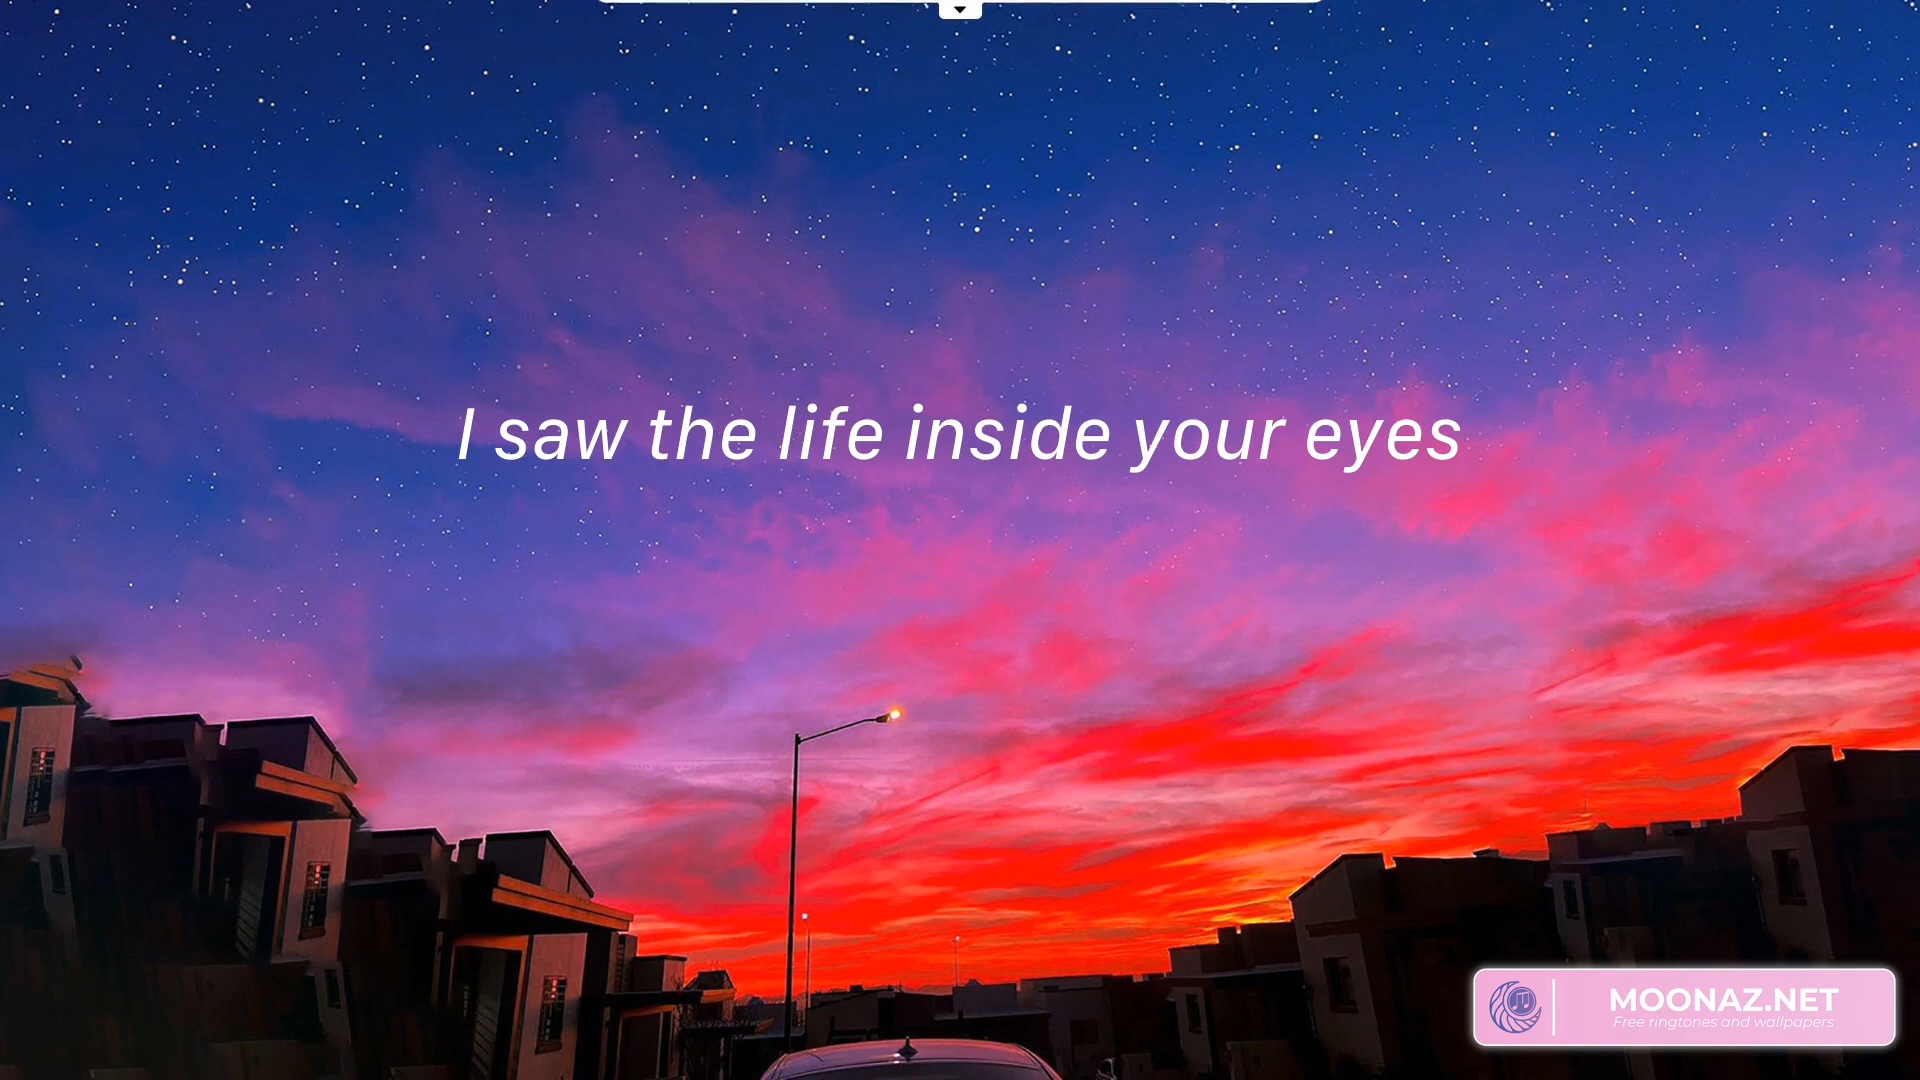 I saw the life inside your eyes
MOONAZ.NET
Free ringtones and wallpapers